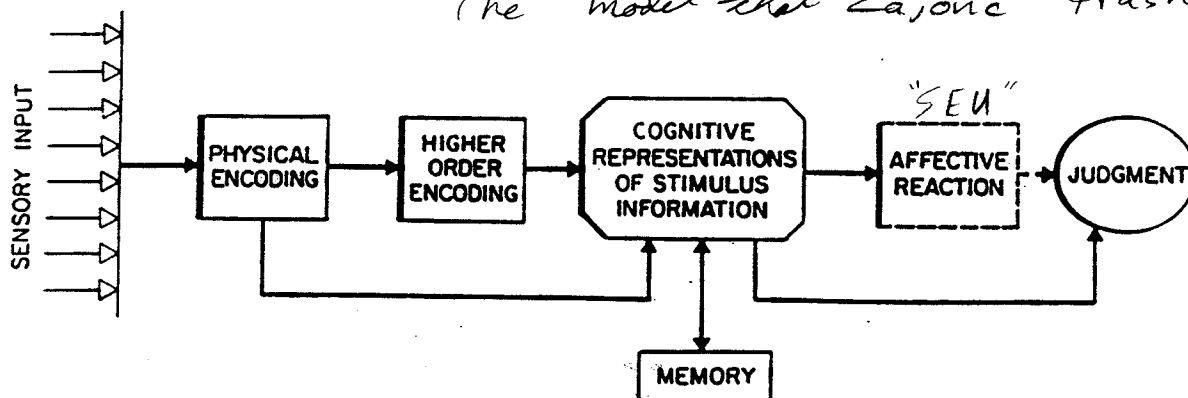 The model that Zajonc trash
SENSORY INPUT
PHYSICAL
ENCODING
HIGHER
ORDER
ENCODING
COGNITIVE
REPRESENTATIONS
OF STIMULUS
INFORMATION
"SEU"
AFFECTIVE
REACTION
JUDGMENT
MEMORY